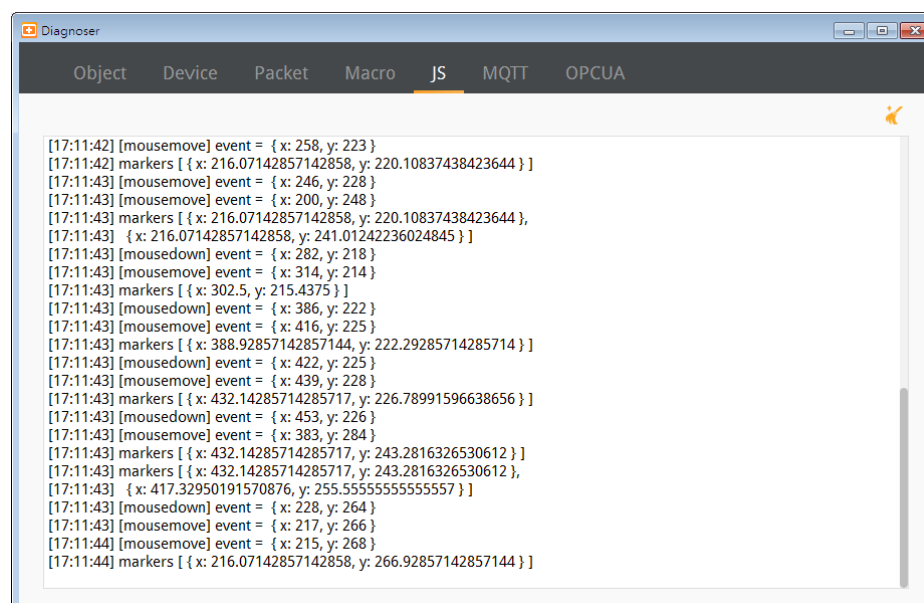 Diagnoser
Object Device Packet Macro JS MQTT OPCUA
[17:11:42] [mousemove] event =  { x: 258, y: 223 }
[17:11:42] markers [ { x: 216.07142857142858, y: 220.10837438423644 } ]
[17:11:43] [mousemove] event =  { x: 246, y: 228 }
[17:11:43] [mousemove] event =  { x: 200, y: 248 }
[17:11:43] markers [ { x: 216.07142857142858, y: 220.10837438423644 },
[17:11:43]   { x: 216.07142857142858, y: 241.01242236024845 } ]
[17:11:43] [mousedown] event =  { x: 282, y: 218 }
[17:11:43] [mousemove] event =  { x: 314, y: 214 }
[17:11:43] markers [ { x: 302.5, y: 215.4375 } ]
[17:11:43] [mousedown] event =  { x: 386, y: 222 }
[17:11:43] [mousemove] event =  { x: 416, y: 225 }
[17:11:43] markers [ { x: 388.92857142857144, y: 222.29285714285714 } ]
[17:11:43] [mousedown] event =  { x: 422, y: 225 }
[17:11:43] [mousemove] event =  { x: 439, y: 228 }
[17:11:43] markers [ { x: 432.14285714285717, y: 226.78991596638656 } ]
[17:11:43] [mousedown] event =  { x: 453, y: 226 }
[17:11:43] [mousemove] event =  { x: 383, y: 284 }
[17:11:43] markers [ { x: 432.14285714285717, y: 243.2816326530612 } ]
[17:11:43] markers [ { x: 432.14285714285717, y: 243.2816326530612 },
[17:11:43]   { x: 417.32950191570876, y: 255.55555555555557 } ]
[17:11:43] [mousedown] event =  { x: 228, y: 264 }
[17:11:43] [mousemove] event =  { x: 217, y: 266 }
[17:11:44] [mousemove] event =  { x: 215, y: 268 }
[17:11:44] markers [ { x: 216.07142857142858, y: 266.92857142857144 } ]